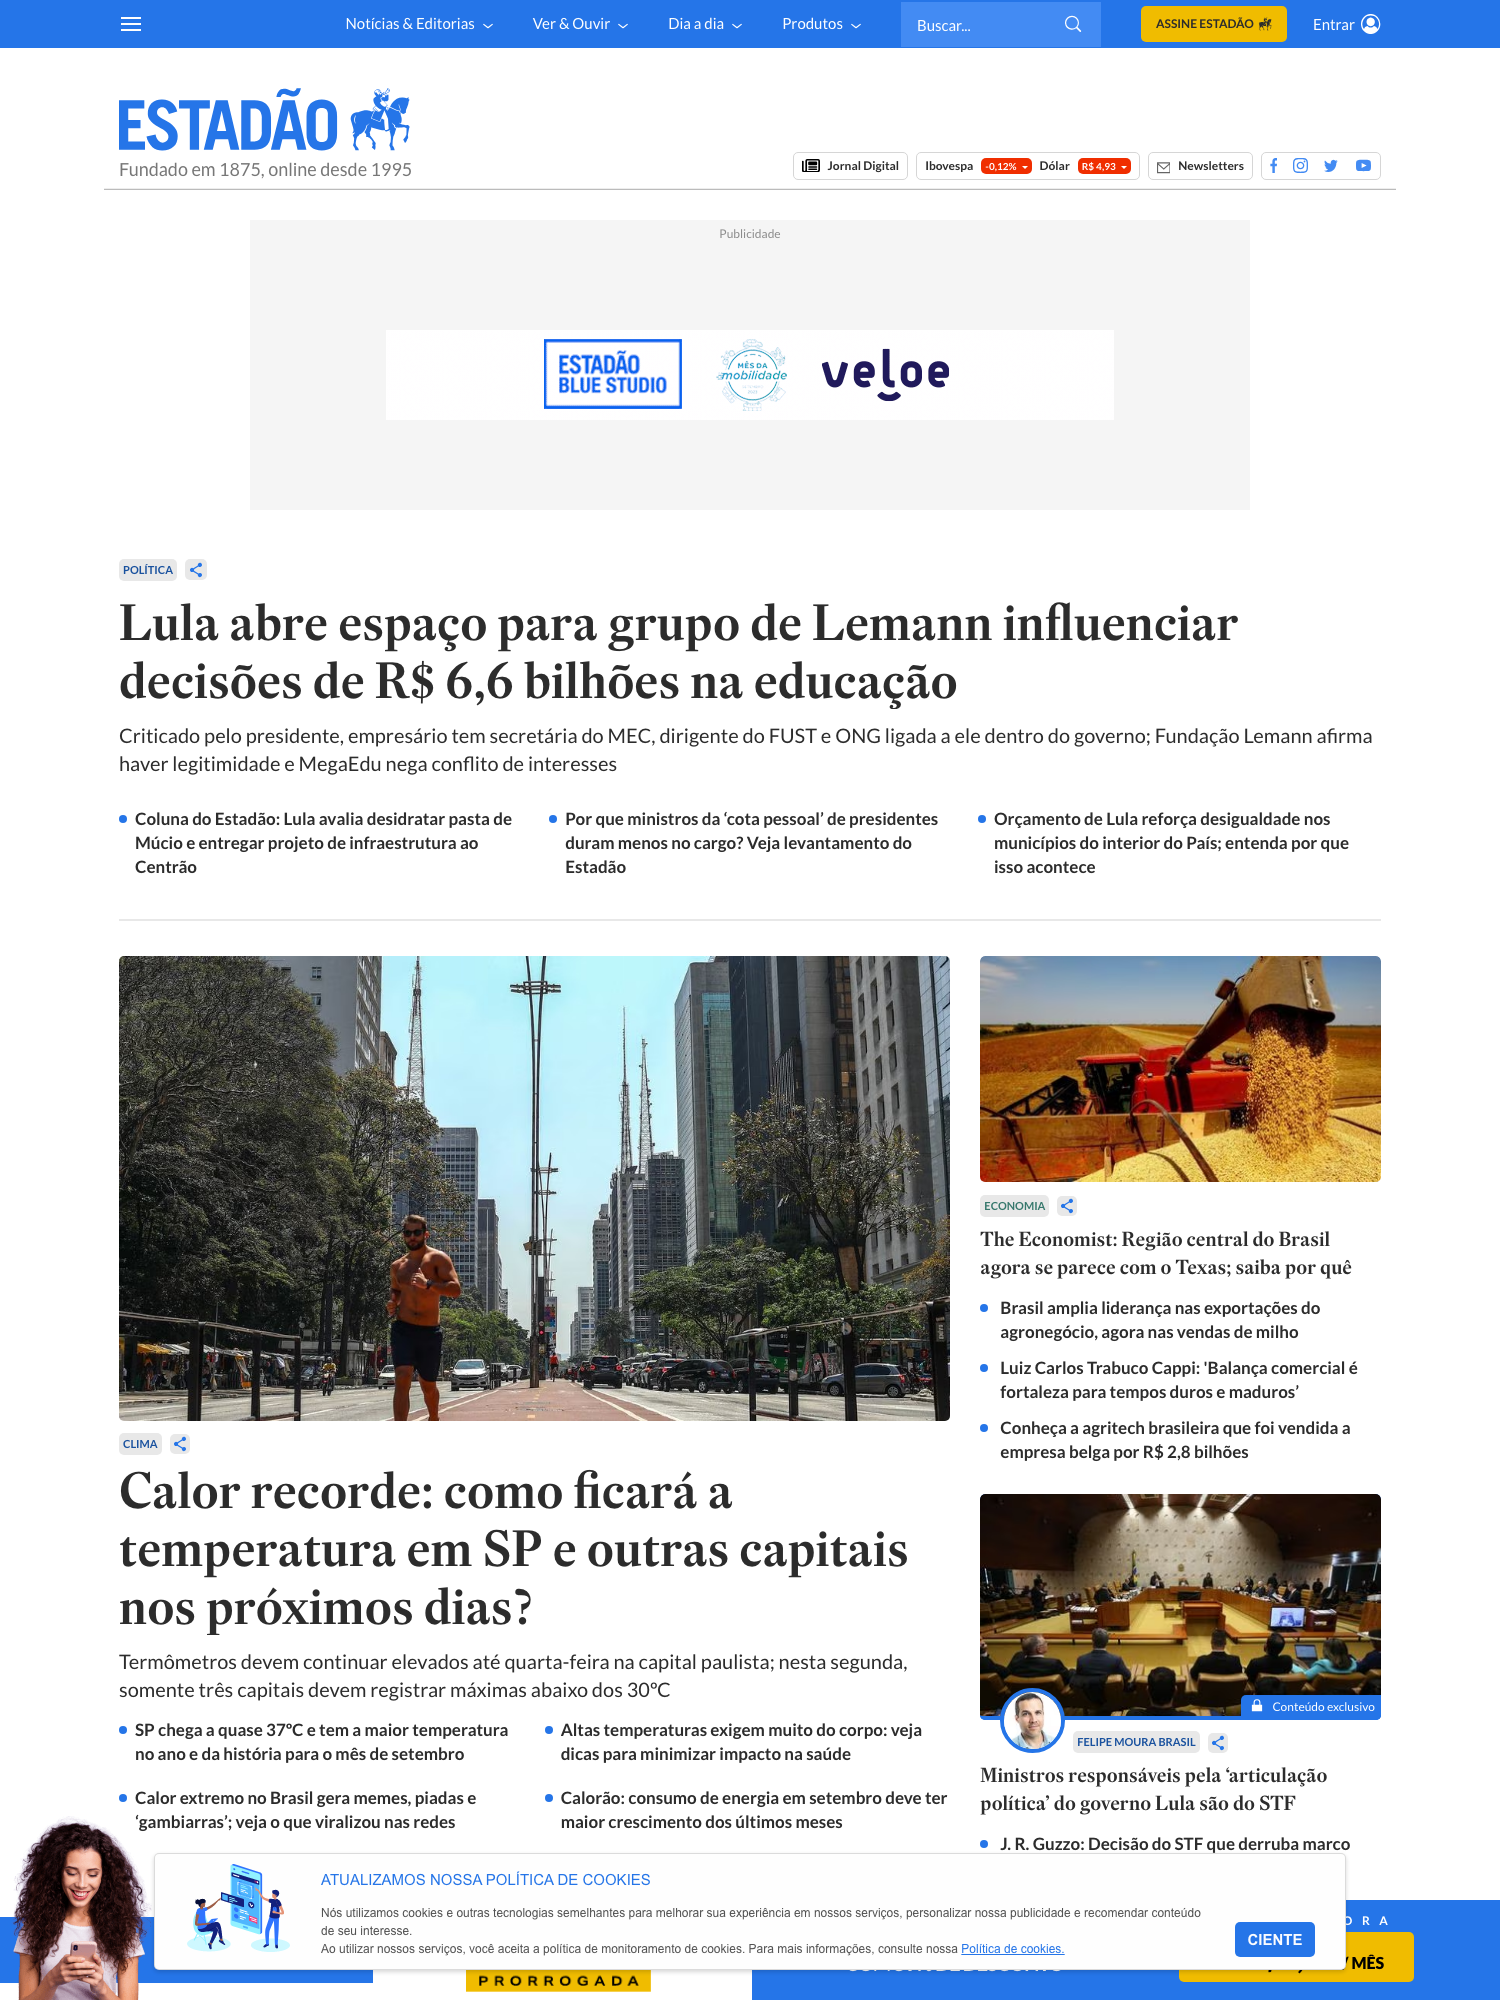 Notícias & Editorias
Ver & Ouvir
Dia a dia
Produtos
Buscar...
ASSINE ESTADÃO
Entrar
ESTADÃO
Fundado em 1875, online desde 1995
Jornal Digital
Ibovespa -0,12% Dólar R$ 4,93
Newsletters
Publicidade
ESTADÃO
BLUE STUDIO
MÊS DA
mobilidade
veloe
POLÍTICA
Lula abre espaço para grupo de Lemann influenciar
decisões de R$ 6,6 bilhões na educação
Criticado pelo presidente, empresário tem secretária do MEC, dirigente do FUST e ONG ligada a ele dentro do governo; Fundação Lemann afirma
haver legitimidade e MegaEdu nega conflito de interesses
Coluna do Estadão: Lula avalia desidratar pasta de
Múcio e entregar projeto de infraestrutura ao
Centrão
Por que ministros da ‘cota pessoal’ de presidentes
duram menos no cargo? Veja levantamento do
Estadão
Orçamento de Lula reforça desigualdade nos
municípios do interior do País; entenda por que
isso acontece
CLIMA
Calor recorde: como ficará a
temperatura em SP e outras capitais
nos próximos dias?
Termômetros devem continuar elevados até quarta-feira na capital paulista; nesta segunda,
somente três capitais devem registrar máximas abaixo dos 30ºC
SP chega a quase 37ºC e tem a maior temperatura
no ano e da história para o mês de setembro
Altas temperaturas exigem muito do corpo: veja
dicas para minimizar impacto na saúde
Calor extremo no Brasil gera memes, piadas e
‘gambiarras’; veja o que viralizou nas redes
Calorão: consumo de energia em setembro deve ter
maior crescimento dos últimos meses
ECONOMIA
The Economist: Região central do Brasil
agora se parece com o Texas; saiba por quê
Brasil amplia liderança nas exportações do
agronegócio, agora nas vendas de milho
Luiz Carlos Trabuco Cappi: 'Balança comercial é
fortaleza para tempos duros e maduros’
Conheça a agritech brasileira que foi vendida a
empresa belga por R$ 2,8 bilhões
Conteúdo exclusivo
FELIPE MOURA BRASIL
Ministros responsáveis pela ‘articulação
política’ do governo Lula são do STF
J. R. Guzzo: Decisão do STF que derruba marco
ATUALIZAMOS NOSSA POLÍTICA DE COOKIES
Nós utilizamos cookies e outras tecnologias semelhantes para melhorar sua experiência em nossos serviços, personalizar nossa publicidade e recomendar conteúdo
de seu interesse.
Ao utilizar nossos serviços, você aceita a política de monitoramento de cookies. Para mais informações, consulte nossa Política de cookies.
CIENTE
ORA
PRORROGADA
/ MÊS